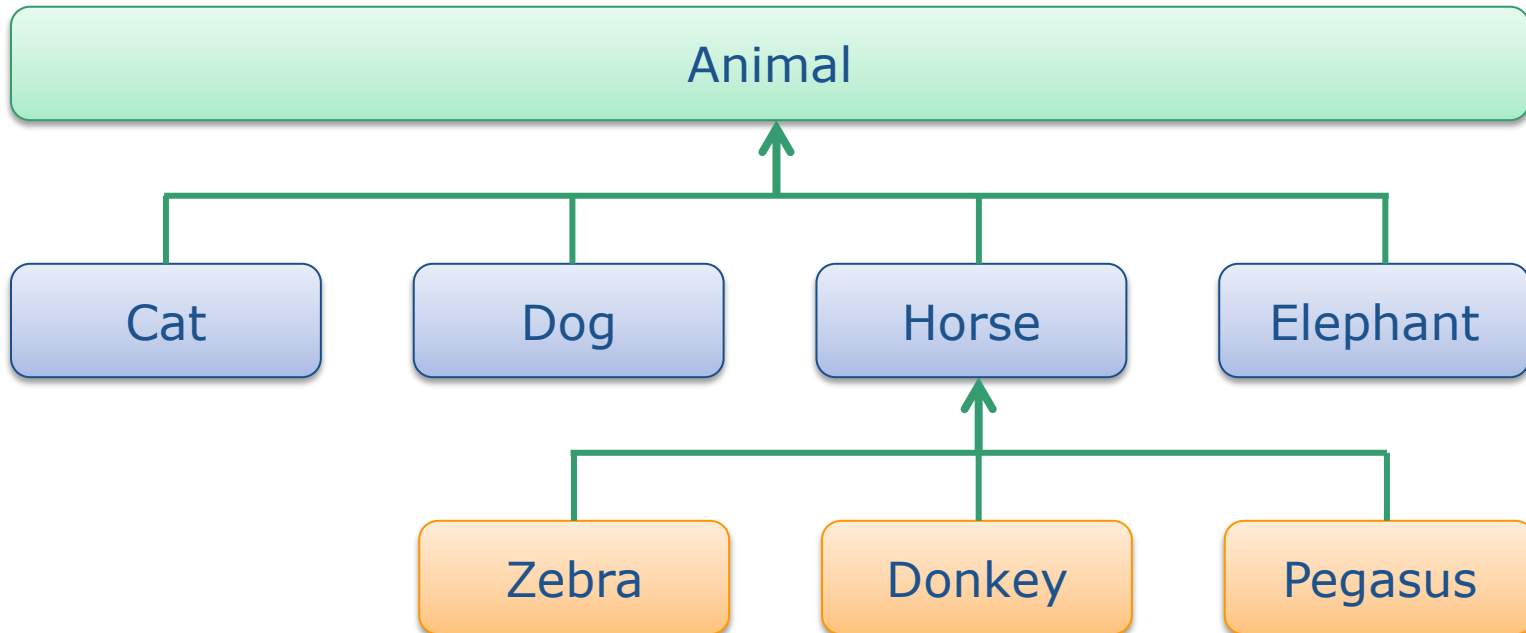 Animal
Cat
Dog
Horse
Elephant
Zebra
Donkey
Pegasus